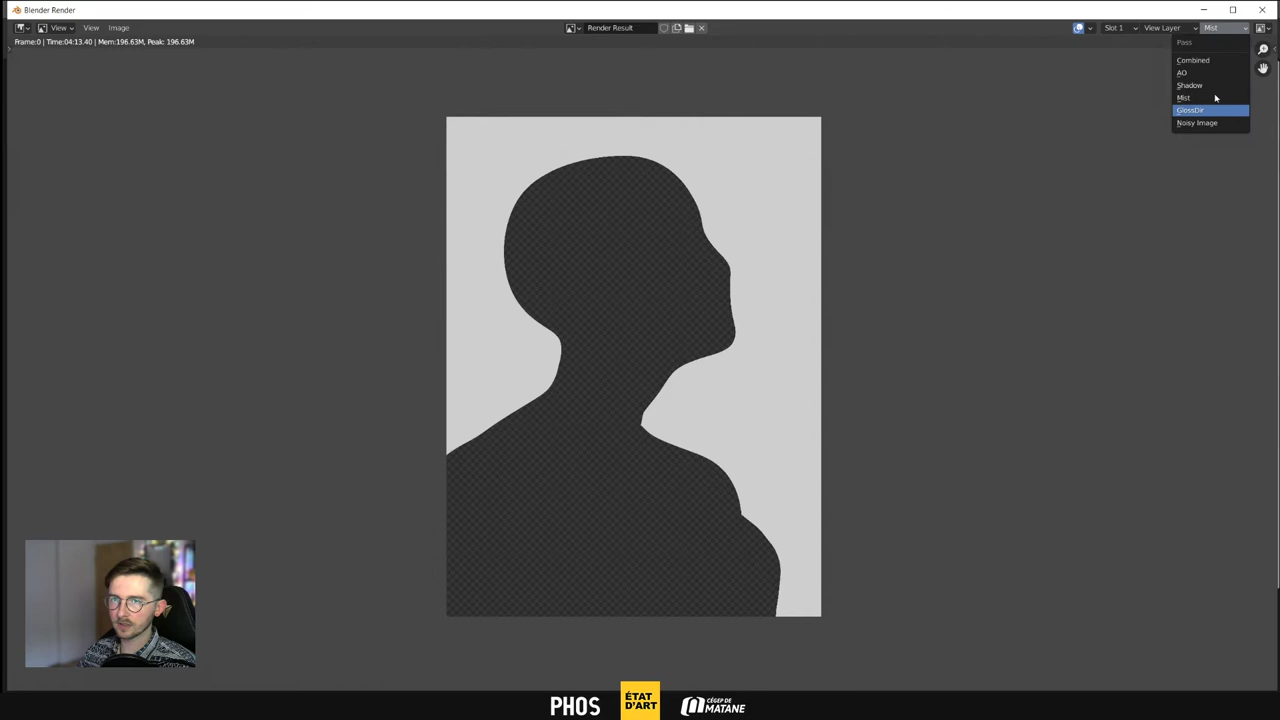 Blender Render
View View Image Render Result Slot 1 View Layer Mist
Frame:0 | Time:04:13.40 | Mem:196.63M, Peak: 196.63M
Pass
Combined
AO
Shadow
Mist
GlossDir
Noisy Image
PHOS
ÉTAT
D'ART
CÉGEP DE
MATANE